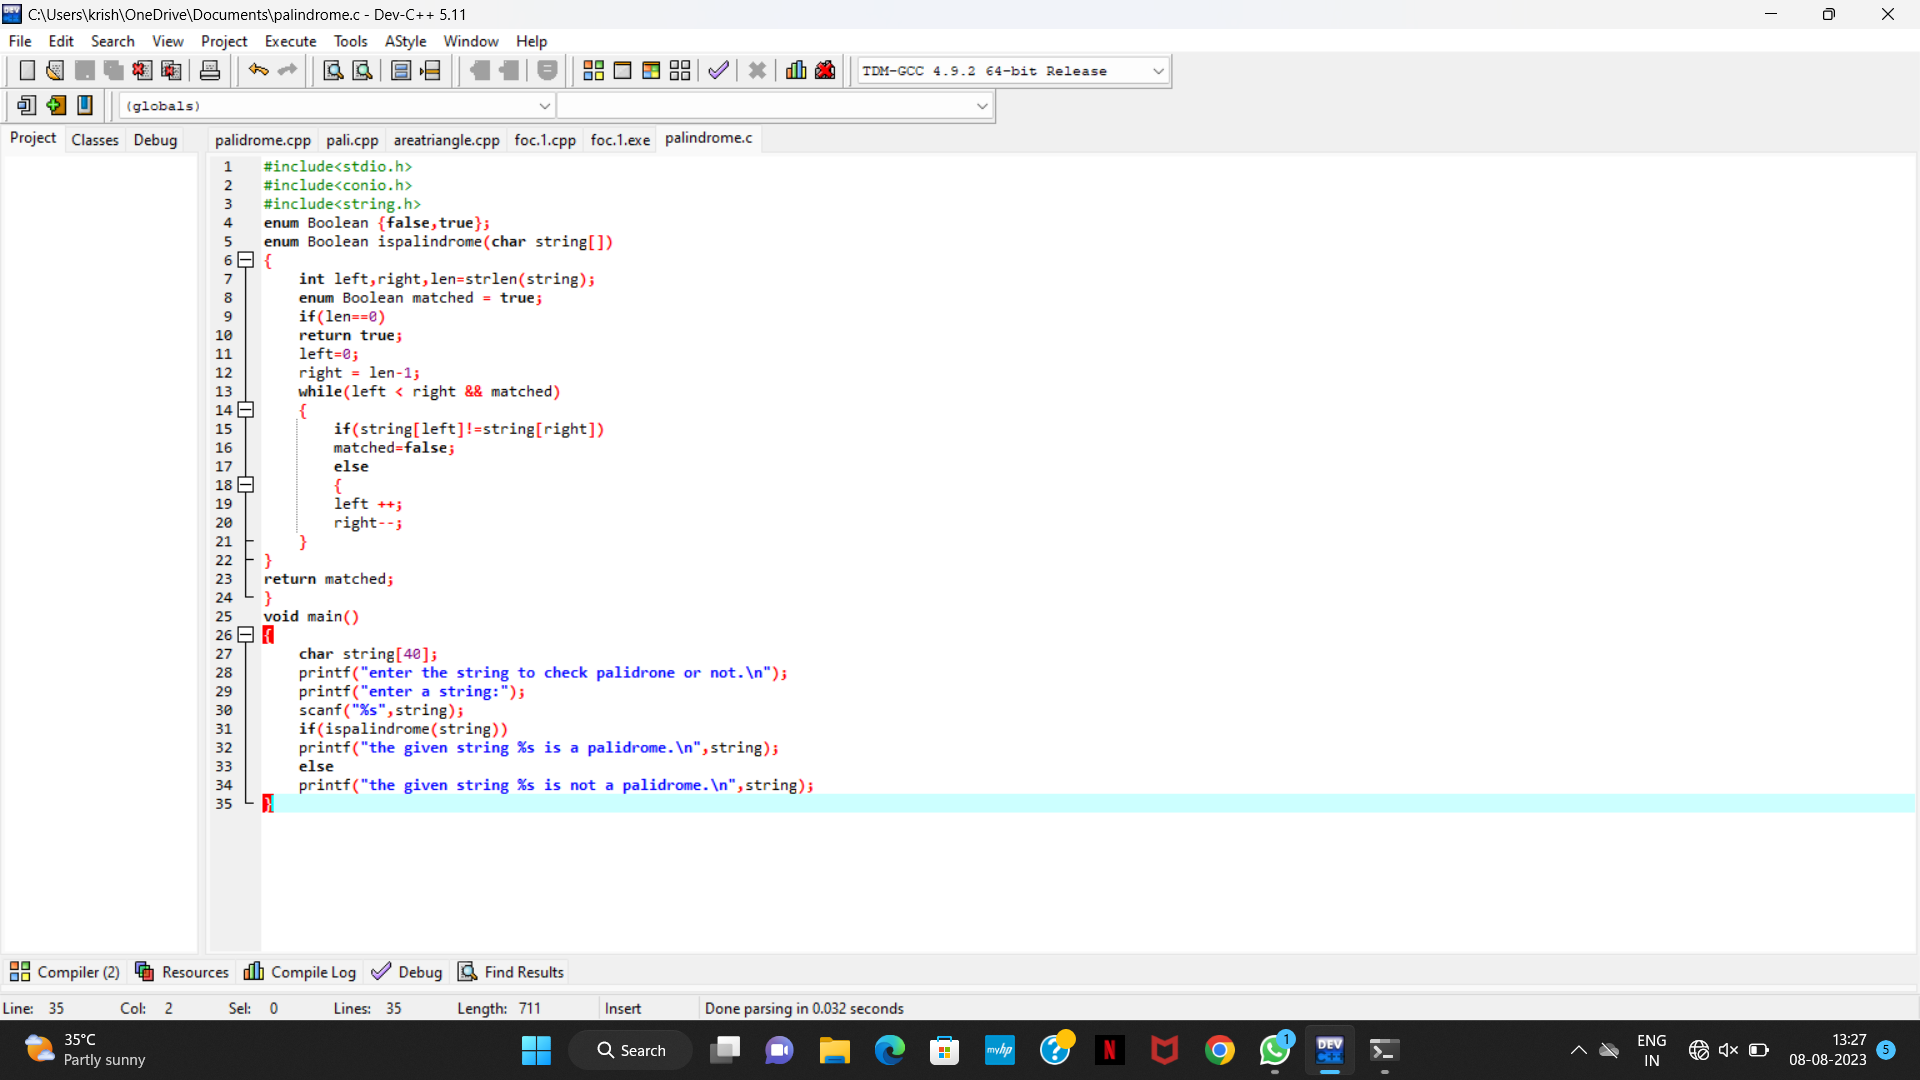 C:\Users\krish\OneDrive\Documents\palindrome.c - Dev-C++ 5.11
File Edit Search View Project Execute Tools AStyle Window Help
TDM-GCC 4.9.2 64-bit Release
(globals)
Project Classes Debug palidrome.cpp pali.cpp areatriangle.cpp foc.1.cpp foc.1.exe palindrome.c
1 #include<stdio.h>
2 #include<conio.h>
3 #include<string.h>
4 enum Boolean {false,true};
5 enum Boolean ispalindrome(char string[])
6 {
7 int left,right,len=strlen(string);
8 enum Boolean matched = true;
9 if(len==0)
10 return true;
11 left=0;
12 right = len-1;
13 while(left < right && matched)
14 {
15 if(string[left]!=string[right])
16 matched=false;
17 else
18 {
19 left ++;
20 right--;
21 }
22 }
23 return matched;
24 }
25 void main()
26 {
27 char string[40];
28 printf("enter the string to check palidrone or not.\n");
29 printf("enter a string:");
30 scanf("%s",string);
31 if(ispalindrome(string))
32 printf("the given string %s is a palidrome.\n",string);
33 else
34 printf("the given string %s is not a palidrome.\n",string);
35 }
Compiler (2) Resources Compile Log Debug Find Results
Line: 35 Col: 2 Sel: 0 Lines: 35 Length: 711 Insert Done parsing in 0.032 seconds
35°C
Partly sunny
Search
myhp
N
1
DEV
C++
ENG
IN
13:27
08-08-2023
5